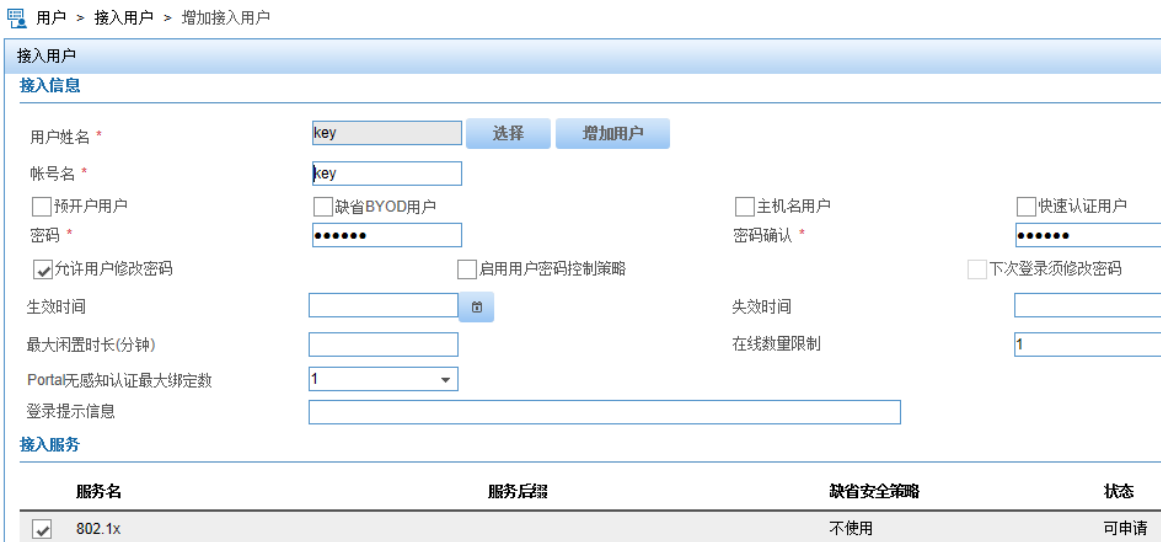 用户 > 接入用户 > 增加接入用户
接入用户
接入信息
用户姓名 * key 选择 增加用户
帐号名 * key
预开户用户 缺省BYOD用户 主机名用户 快速认证用户
密码 * •••••• 密码确认 * ••••••
允许用户修改密码 启用用户密码控制策略 下次登录须修改密码
生效时间 失效时间
最大闲置时长(分钟) 在线数量限制 1
Portal无感知认证最大绑定数 1
登录提示信息
接入服务
服务名 服务后缀 缺省安全策略 状态
802.1x 不使用 可申请